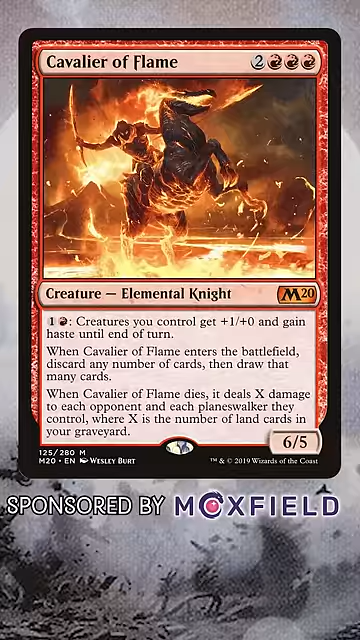 Cavalier of Flame 2
Creature — Elemental Knight M20
1: Creatures you control get +1/+0 and gain
haste until end of turn.
When Cavalier of Flame enters the battlefield,
discard any number of cards, then draw that
many cards.
When Cavalier of Flame dies, it deals X damage
to each opponent and each planeswalker they
control, where X is the number of land cards in
your graveyard.
6/5
125/280 M
M20 • EN Wesley Burt
™ & © 2019 Wizards of the Coast
SPONSORED BY MOXFIELD